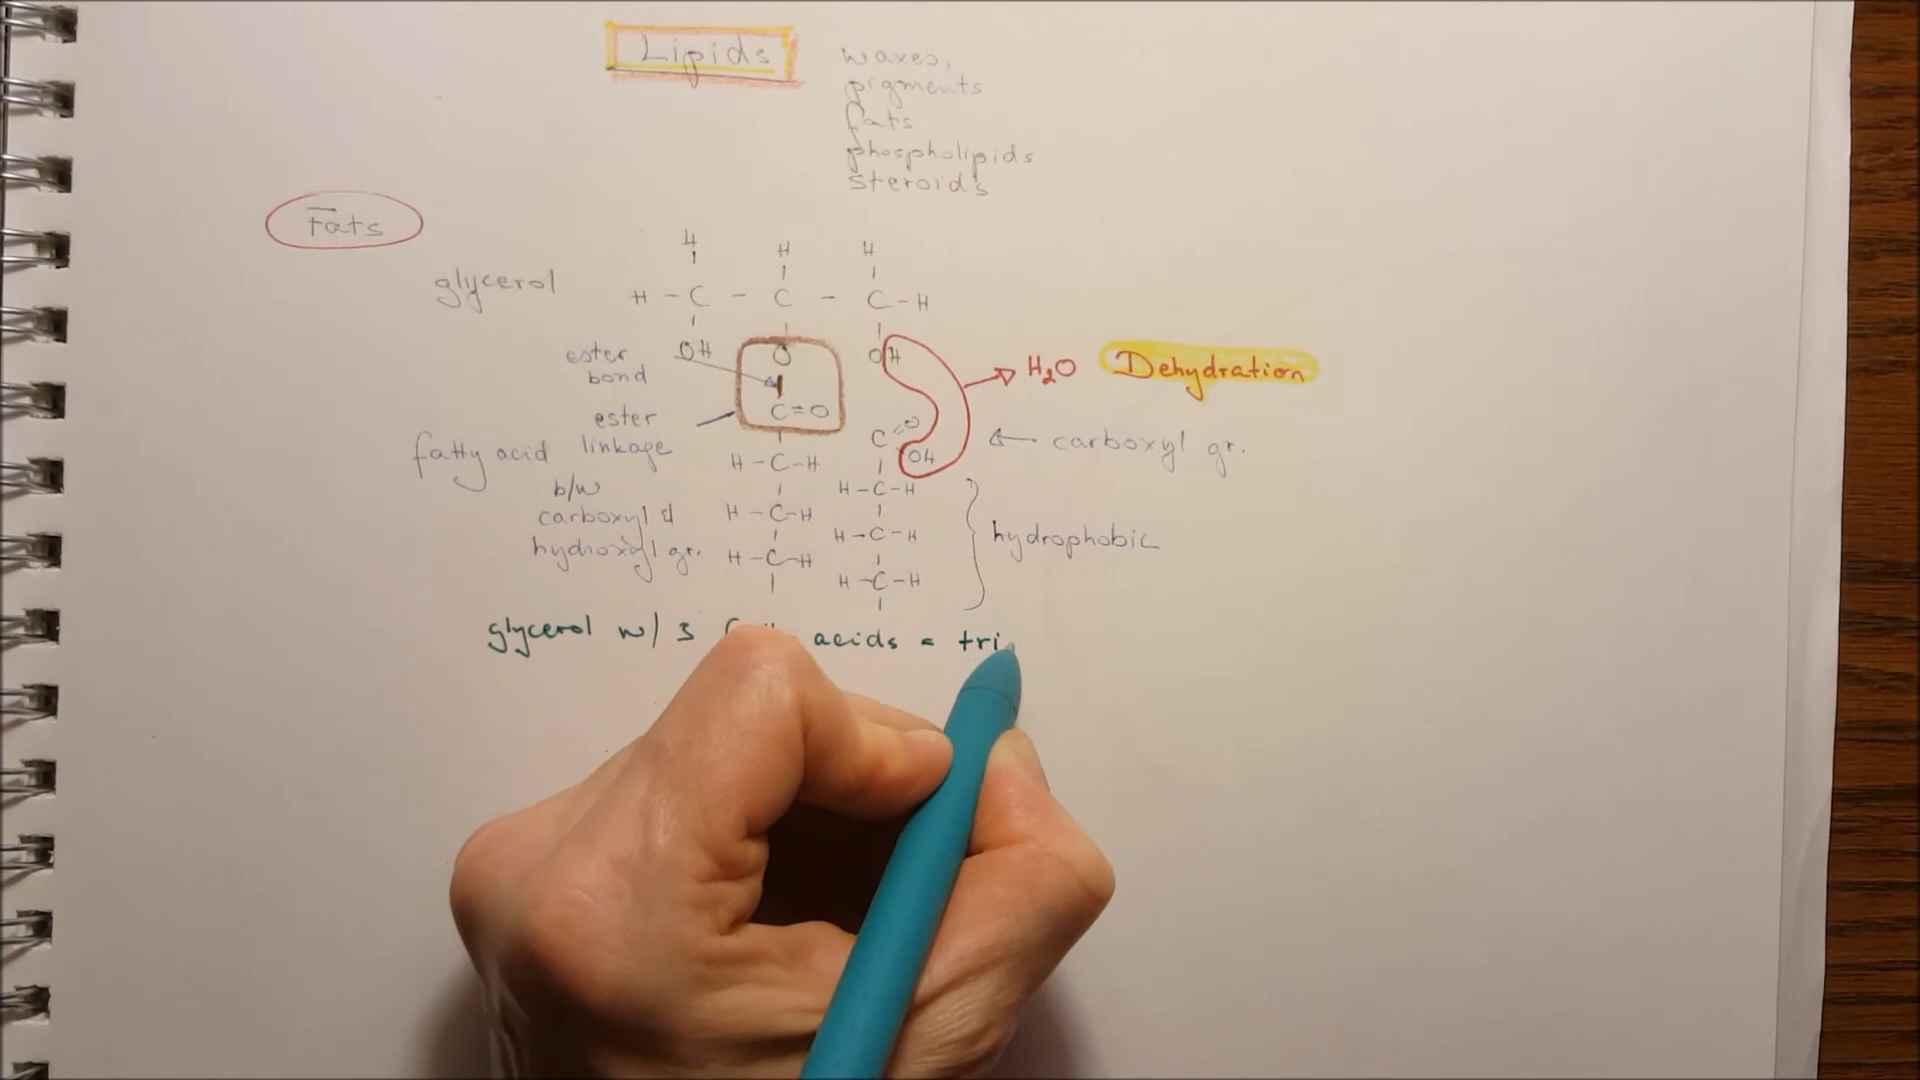 Lipids
waxes,
pigments
fats
phospholipids
steroids
Fats
glycerol
H H H
H - C - C - C - H
OH O OH
ester
bond
H₂O Dehydration
C=O
ester
linkage
C=O
OH
carboxyl gr.
fatty acid
H-C-H
H-C-H
H-C-H
H-C-H
H-C-H
H-C-H
b/w
carboxyl &
hydroxyl gr.
hydrophobic
glycerol w/ 3 acids = tri